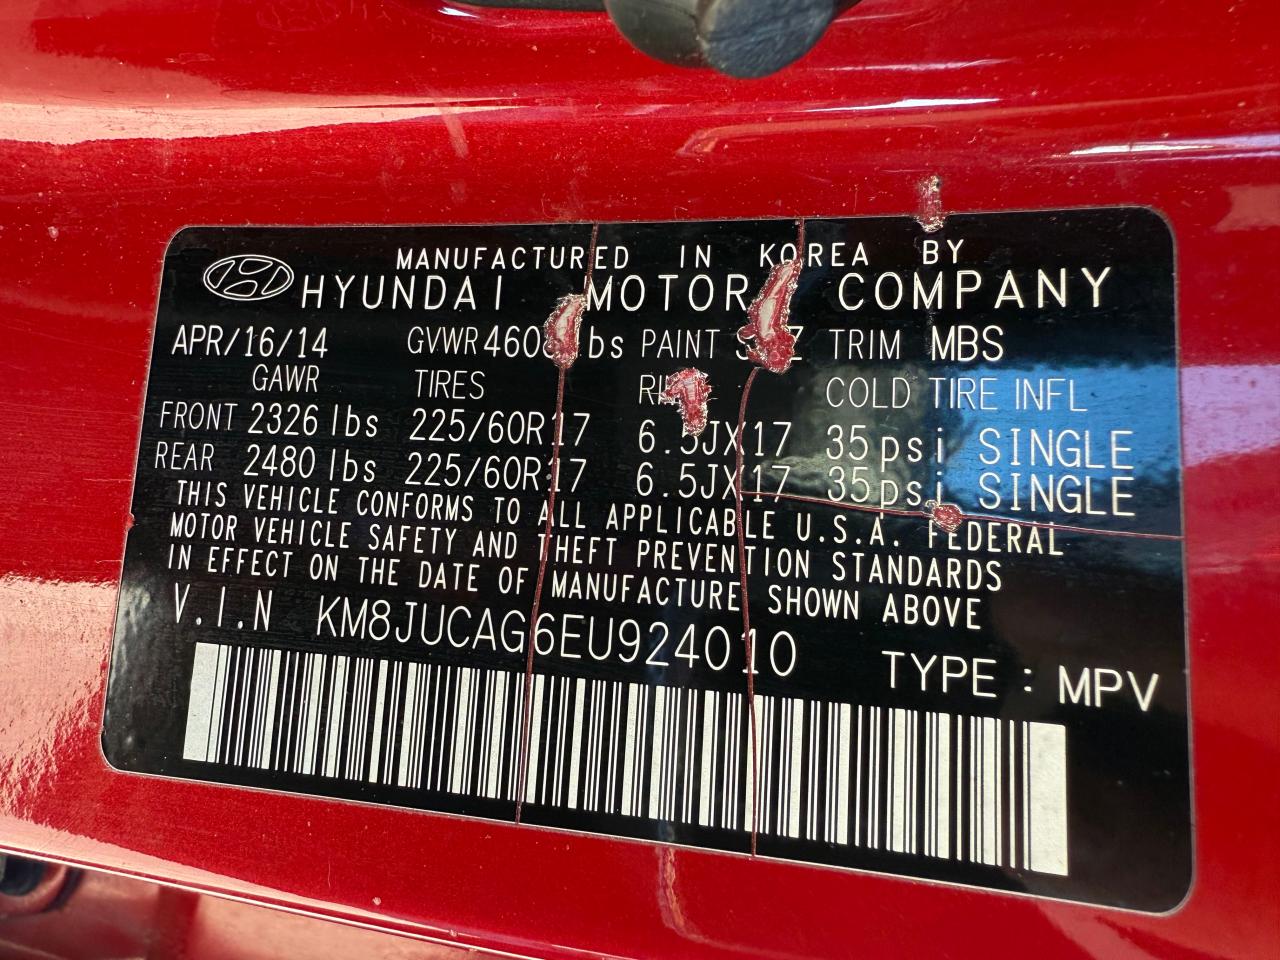 MANUFACTURED IN KOREA BY
HYUNDAI MOTOR COMPANY
APR/16/14 GVWR PAINT TRIM MBS
GAWR TIRES COLD TIRE INFL
FRONT 2326 lbs 225/60R17 6.5JX17 35psi SINGLE
REAR 2480 lbs 225/60R17 6.5JX17 35psi SINGLE
THIS VEHICLE CONFORMS TO ALL APPLICABLE U.S.A. FEDERAL
MOTOR VEHICLE SAFETY AND THEFT PREVENTION STANDARDS
IN EFFECT ON THE DATE OF MANUFACTURE SHOWN ABOVE
V.I.N KM8JUCAG6EU924010 TYPE : MPV